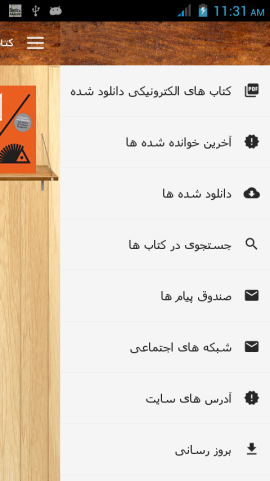 11:31 AM
کتا
PDF
کتاب های الکترونیکی دانلود شده
آخرین خوانده شده ها
دانلود شده ها
جستجوی در کتاب ها
صندوق پیام ها
شبکه های اجتماعی
آدرس های سایت
بروز رسانی